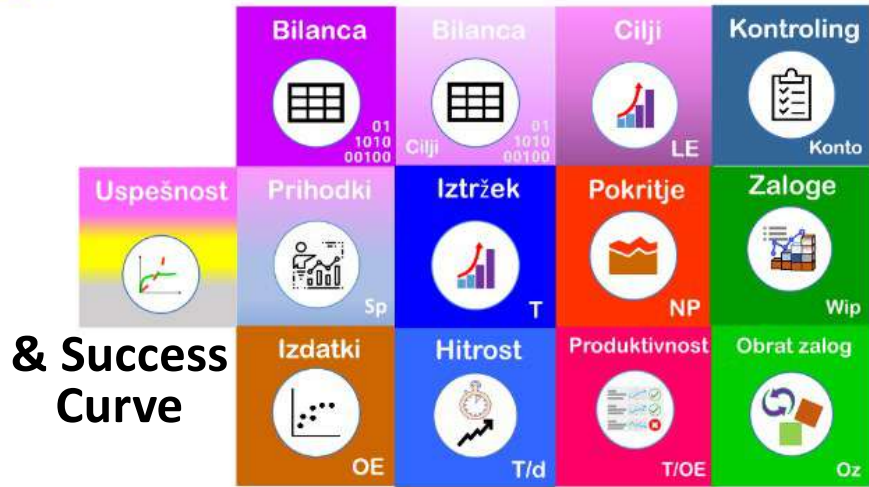 Bilanca
01
1010
00100
Bilanca
Cilji
01
1010
00100
Cilji
LE
Kontroling
Konto
Uspešnost
Prihodki
Sp
Iztržek
T
Pokritje
NP
Zaloge
Wip
& Success
Curve
Izdatki
OE
Hitrost
T/d
Produktivnost
T/OE
Obrat zalog
Oz